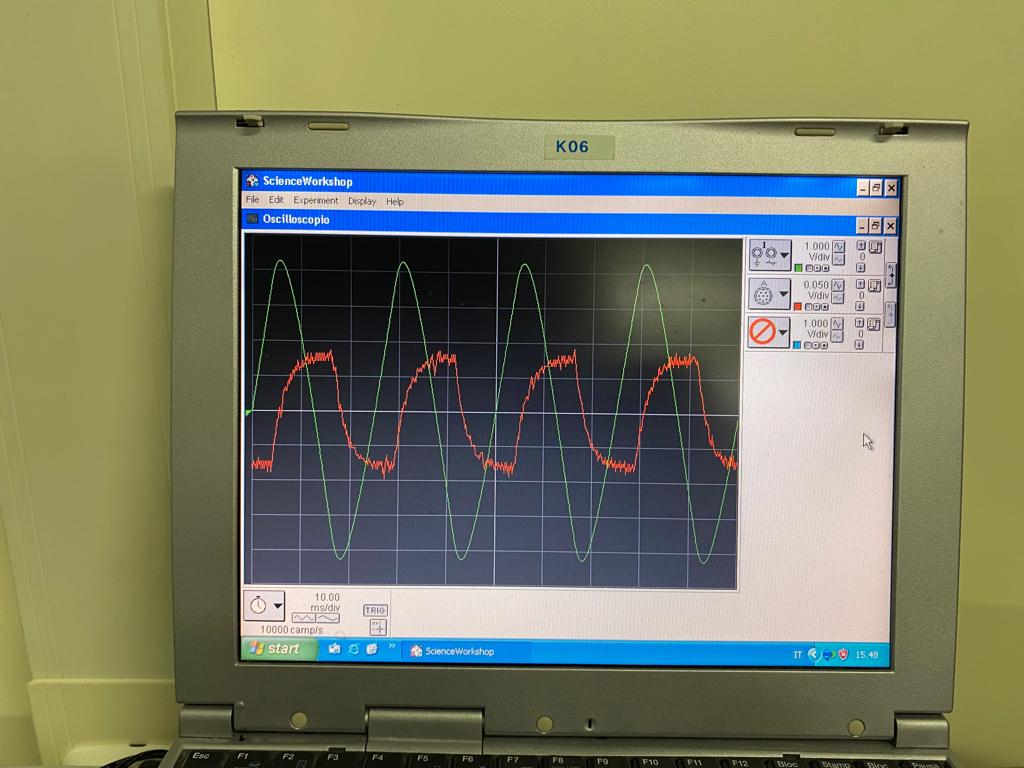 K06
ScienceWorkshop
File Edit Experiment Display Help
Oscilloscopio
I
1.000
V/div
0
A
0.050
V/div
0
1.000
V/div
0
10.00
ms/div
TRIG
10000 camp/s
start
»
ScienceWorkshop
IT
15.48
Esc F1 F2 F3 F4 F5 F6 F7 F8 F9 F10 F11 F12 Bloc Stamp Bloc Pausa